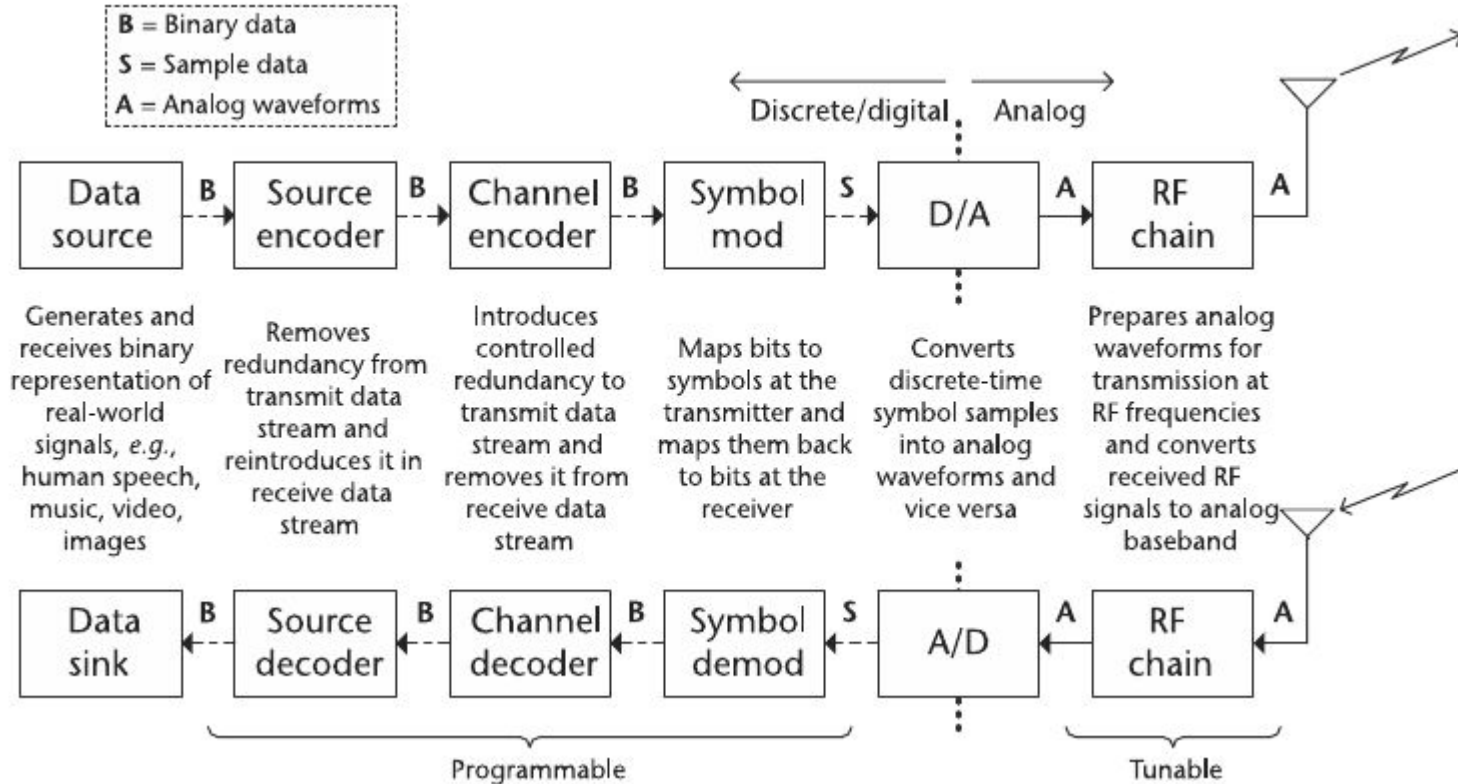 B = Binary data
S = Sample data
A = Analog waveforms
Discrete/digital
Analog
Data
source
B
Source
encoder
B
Channel
encoder
B
Symbol
mod
S
D/A
A
RF
chain
A
Generates and
receives binary
representation of
real-world
signals, e.g.,
human speech,
music, video,
images
Removes
redundancy from
transmit data
stream and
reintroduces it in
receive data
stream
Introduces
controlled
redundancy to
transmit data
stream and
removes it from
receive data
stream
Maps bits to
symbols at the
transmitter and
maps them back
to bits at the
receiver
Converts
discrete-time
symbol samples
into analog
waveforms and
vice versa
Prepares analog
waveforms for
transmission at
RF frequencies
and converts
received RF
signals to analog
baseband
Data
sink
B
Source
decoder
B
Channel
decoder
B
Symbol
demod
S
A/D
A
RF
chain
A
Programmable
Tunable